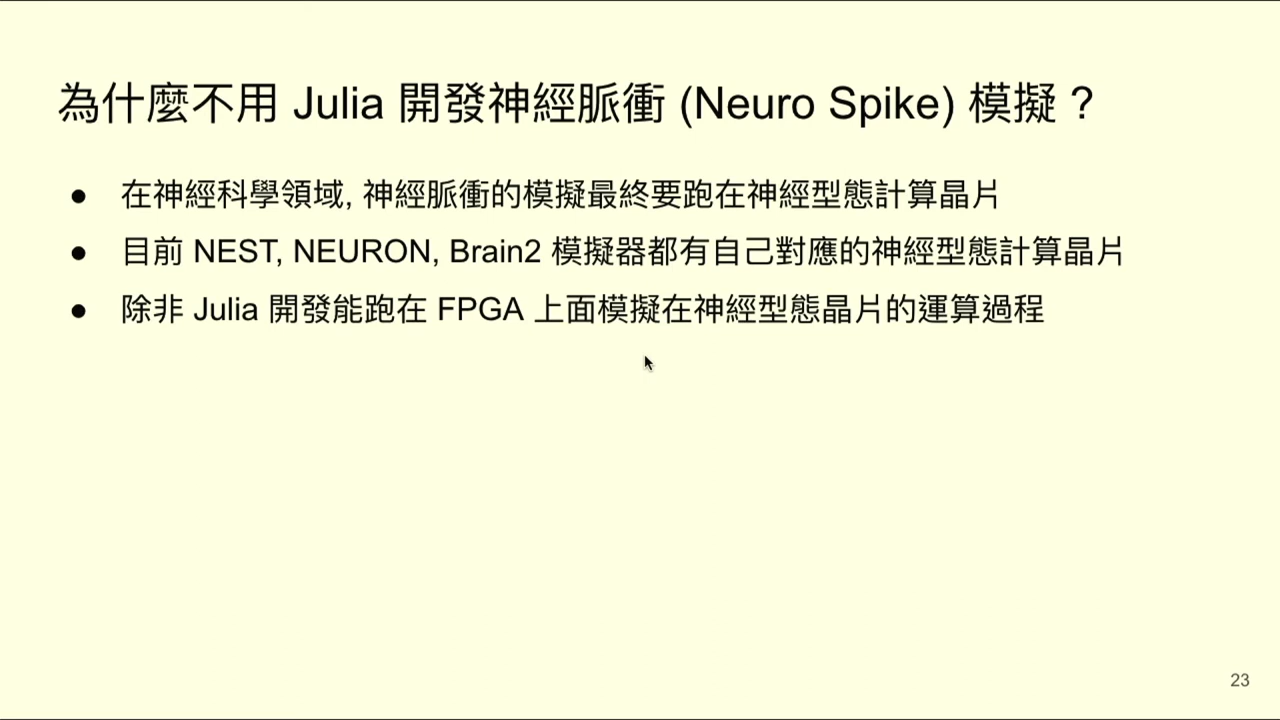 為什麼不用 Julia 開發神經脈衝 (Neuro Spike) 模擬 ?
● 在神經科學領域, 神經脈衝的模擬最終要跑在神經型態計算晶片
● 目前 NEST, NEURON, Brain2 模擬器都有自己對應的神經型態計算晶片
● 除非 Julia 開發能跑在 FPGA 上面模擬在神經型態晶片的運算過程
23